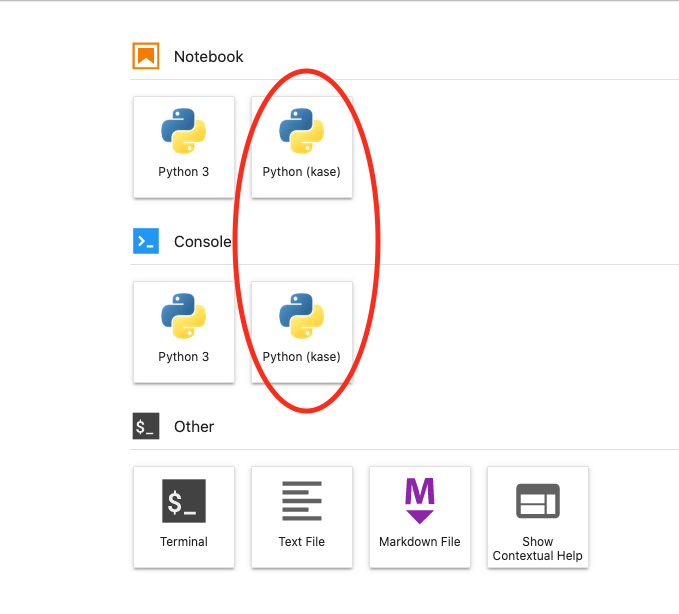 Notebook
Python 3
Python (kase)
Console
Python 3
Python (kase)
$_ Other
$_
Terminal
Text File
Markdown File
Show
Contextual Help